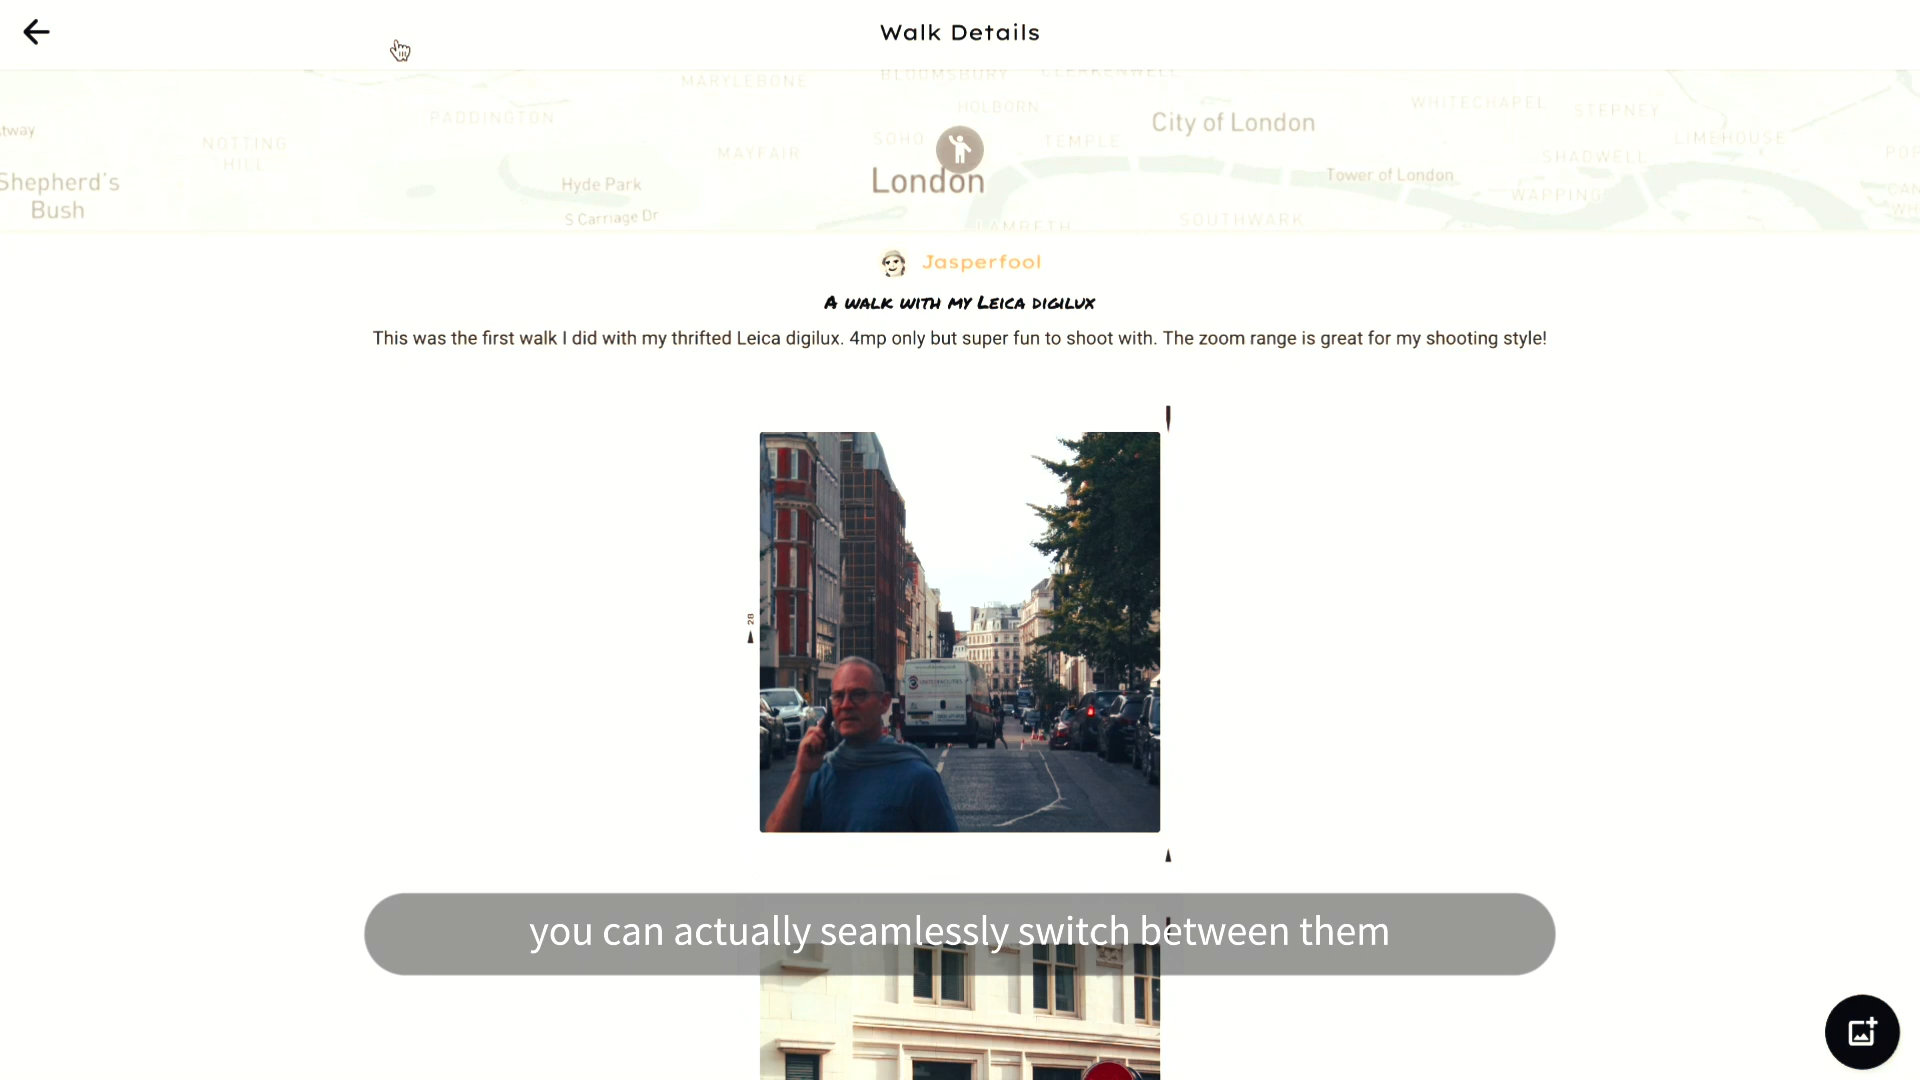 Walk Details
MARYLEBONE
BLOOMSBURY
CLERKENWELL
PADDINGTON
HOLBORN
City of London
WHITECHAPEL
STEPNEY
NOTTING
HILL
SOHO
TEMPLE
LIMEHOUSE
MAYFAIR
SHADWELL
Shepherd's
Bush
Hyde Park
London
Tower of London
WAPPING
S Carriage Dr
LAMBETH
SOUTHWARK
Jasperfool
A WALK WITH MY LEICA DIGILUX
This was the first walk I did with my thrifted Leica digilux. 4mp only but super fun to shoot with. The zoom range is great for my shooting style!
28
you can actually seamlessly switch between them